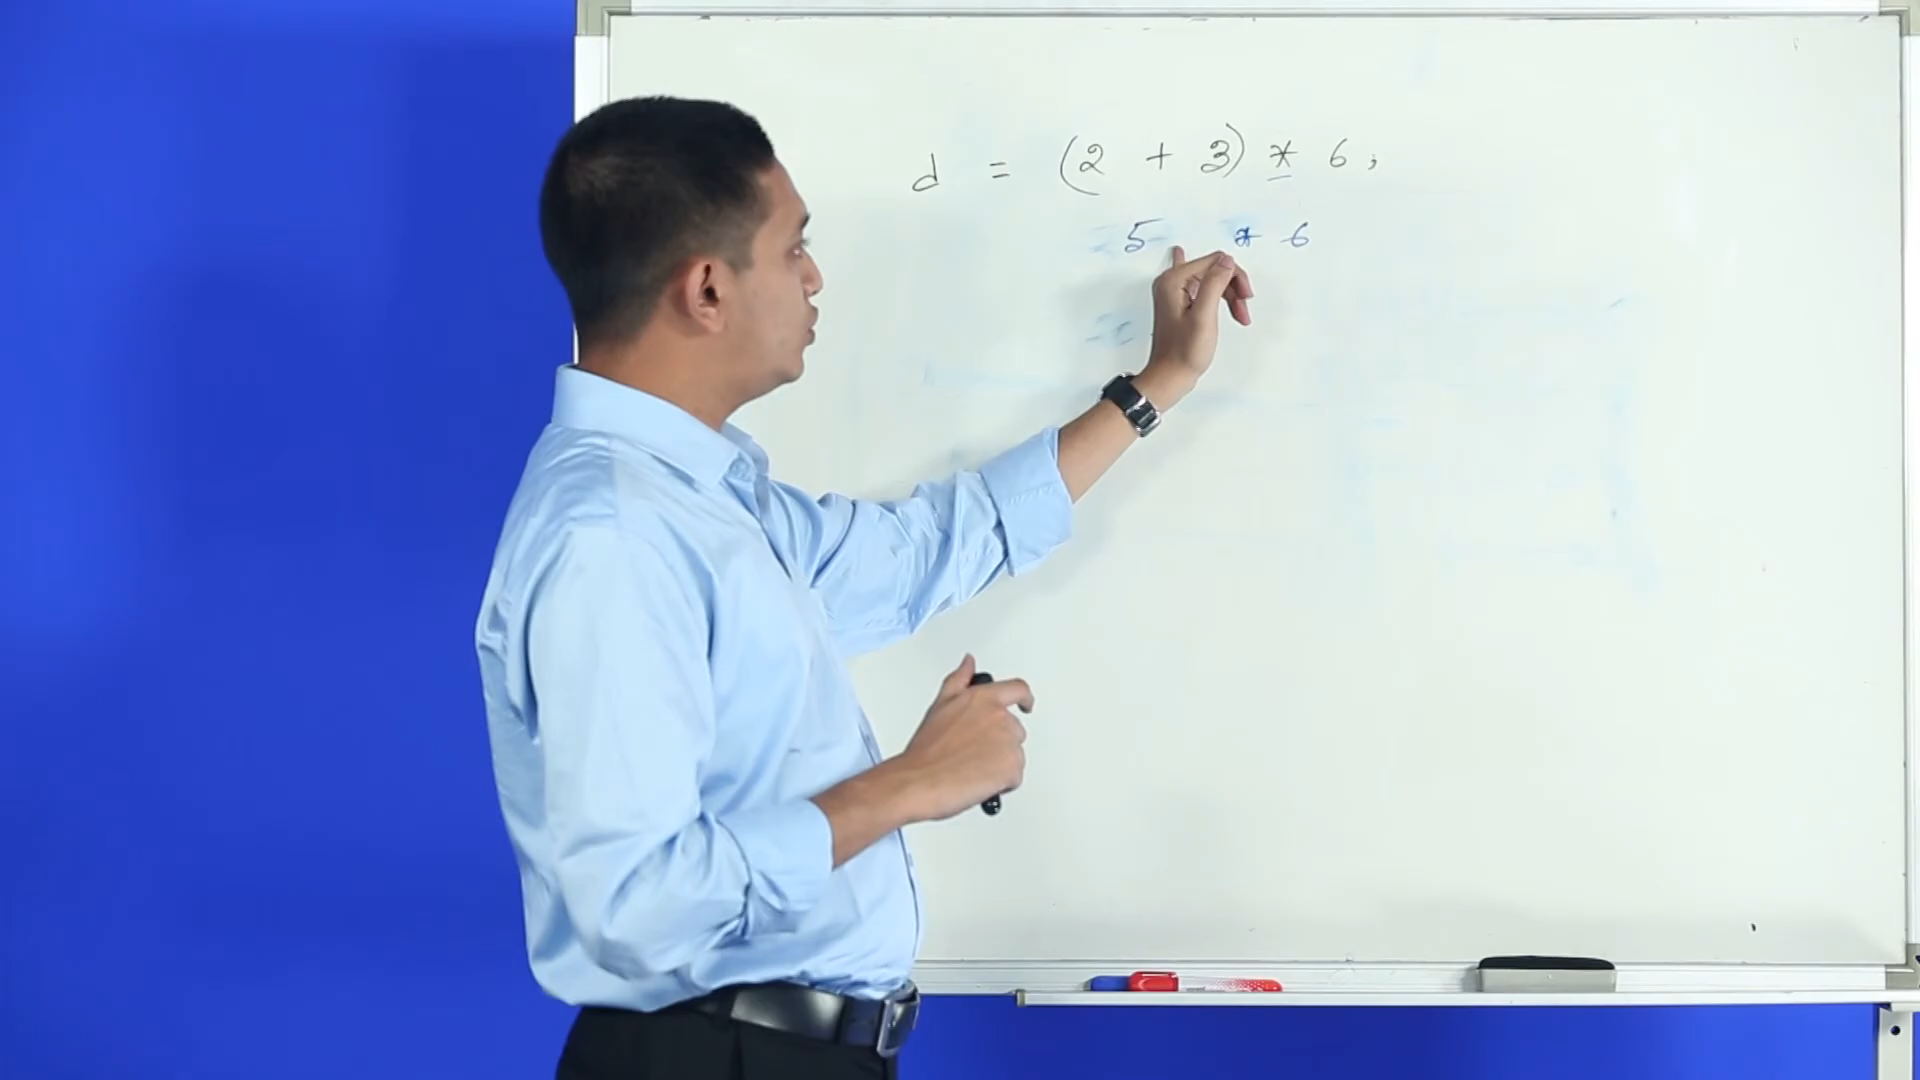 d = (2 + 3) * 6;
= 5 * 6
=